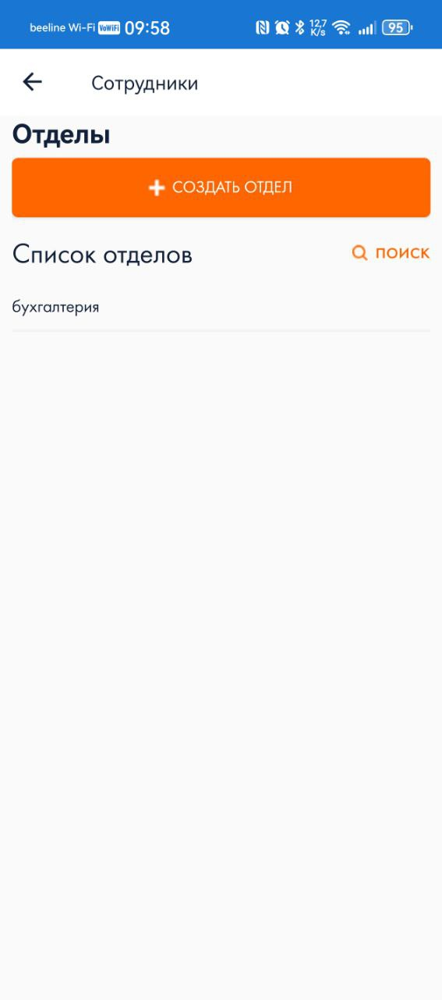 beeline Wi-Fi VoWiFi 09:58 12,7 K/s 95
Сотрудники
Отделы
СОЗДАТЬ ОТДЕЛ
Список отделов ПОИСК
бухгалтерия